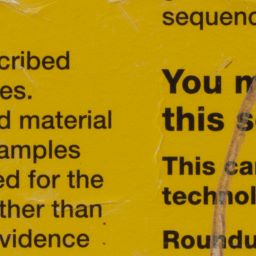 sequenc
cribed
es.
d material
amples
ed for the
ther than
vidence
You m
this s
This ca
technol
Roundu